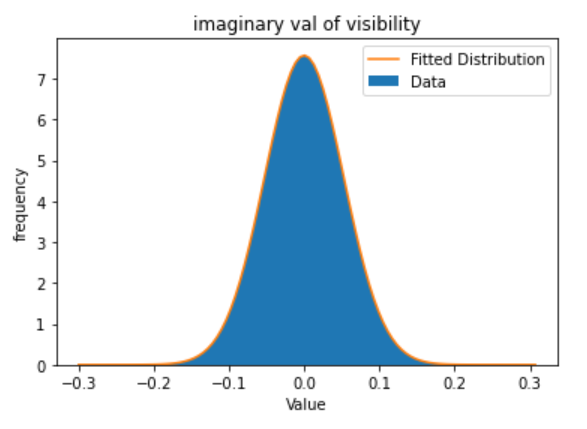 imaginary val of visibility
Fitted Distribution
Data
frequency
7
6
5
4
3
2
1
0
−0.3 −0.2 −0.1 0.0 0.1 0.2 0.3
Value